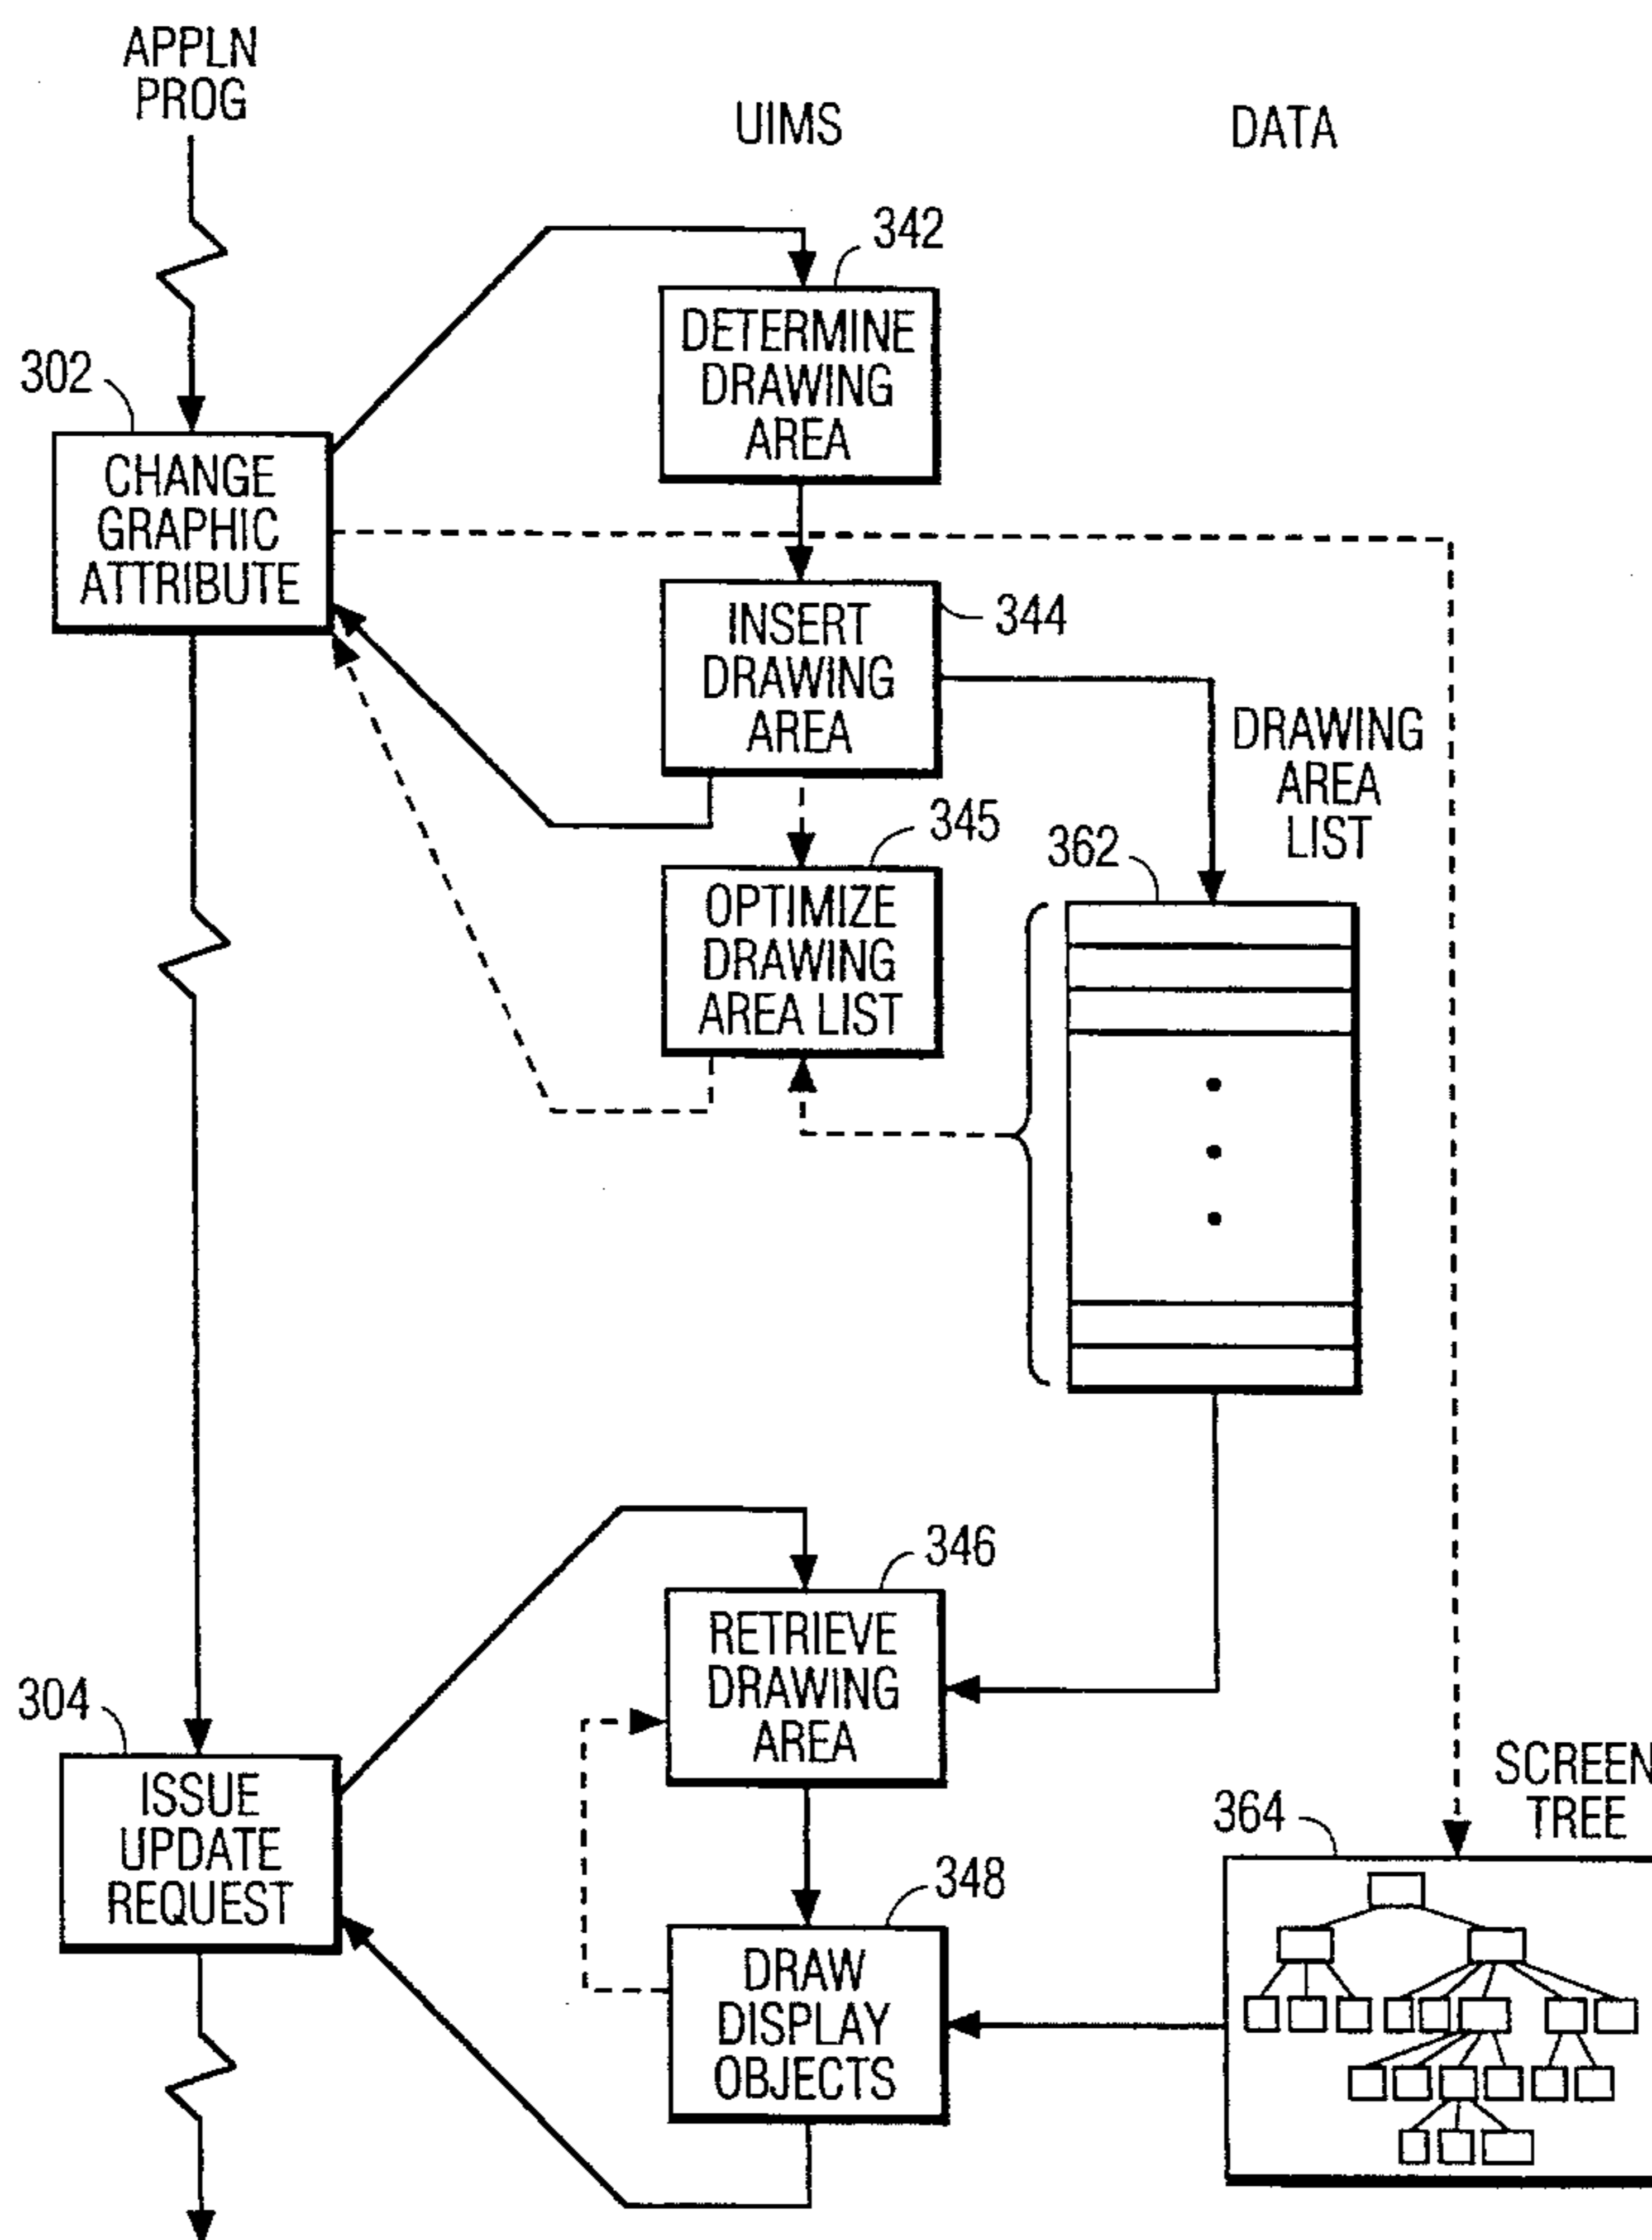 APPLN
PROG
UIMS
DATA
342
DETERMINE
DRAWING
AREA
302
CHANGE
GRAPHIC
ATTRIBUTE
344
INSERT
DRAWING
AREA
DRAWING
AREA
LIST
345
362
OPTIMIZE
DRAWING
AREA LIST
346
RETRIEVE
DRAWING
AREA
304
ISSUE
UPDATE
REQUEST
SCREEN
TREE
364
348
DRAW
DISPLAY
OBJECTS